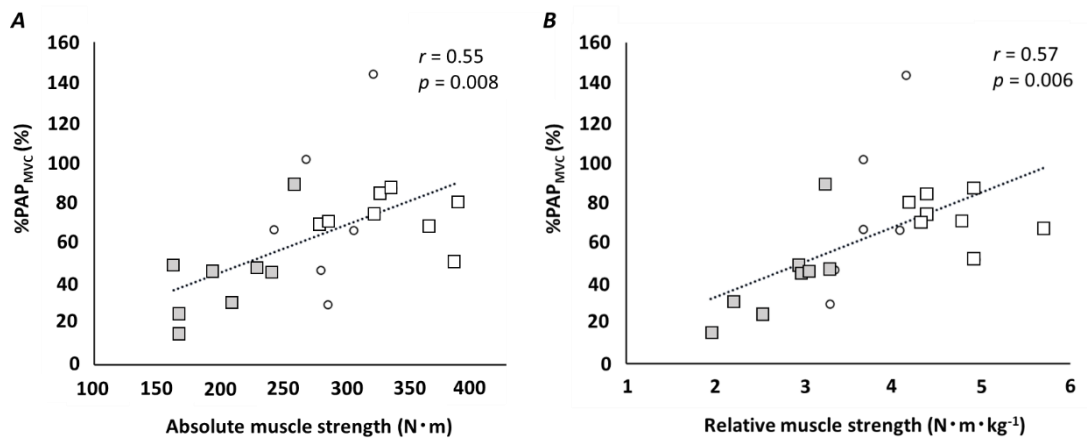 A
B
160
140
120
100
80
60
40
20
0
%PAP_MVC (%)
r = 0.55
p = 0.008
100 150 200 250 300 350 400
Absolute muscle strength (N・m)
160
140
120
100
80
60
40
20
0
%PAP_MVC (%)
r = 0.57
p = 0.006
1 2 3 4 5 6
Relative muscle strength (N・m・kg⁻¹)